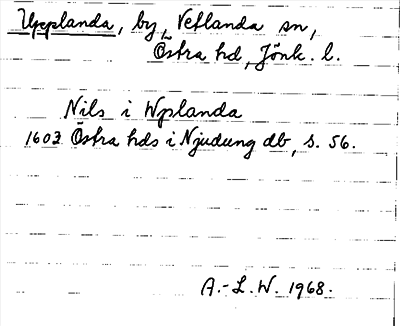 Upplanda, by, Vetlanda sn,
Östra hd, Jönk. l.
Nils i Wplanda
1603 Östra hds i Njudung db, s. 56.
A.-L. W. 1968.